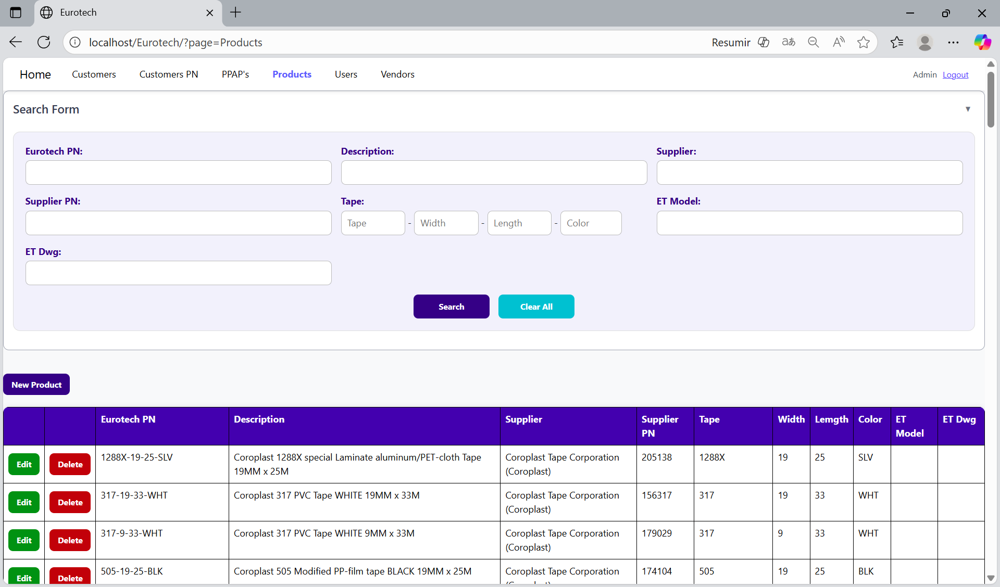 Eurotech
localhost/Eurotech/?page=Products
Resumir
aあ
Home Customers Customers PN PPAP's Products Users Vendors Admin Logout
Search Form
Eurotech PN: Description: Supplier:
Supplier PN: Tape: ET Model:
Tape - Width - Length - Color
ET Dwg:
Search Clear All
New Product
Eurotech PN Description Supplier Supplier PN Tape Width Lemgth Color ET Model ET Dwg
Edit Delete 1288X-19-25-SLV Coroplast 1288X special Laminate aluminum/PET-cloth Tape 19MM x 25M Coroplast Tape Corporation (Coroplast) 205138 1288X 19 25 SLV
Edit Delete 317-19-33-WHT Coroplast 317 PVC Tape WHITE 19MM x 33M Coroplast Tape Corporation (Coroplast) 156317 317 19 33 WHT
Edit Delete 317-9-33-WHT Coroplast 317 PVC Tape WHITE 9MM x 33M Coroplast Tape Corporation (Coroplast) 179029 317 9 33 WHT
Edit Delete 505-19-25-BLK Coroplast 505 Modified PP-film tape BLACK 19MM x 25M Coroplast Tape Corporation 174104 505 19 25 BLK